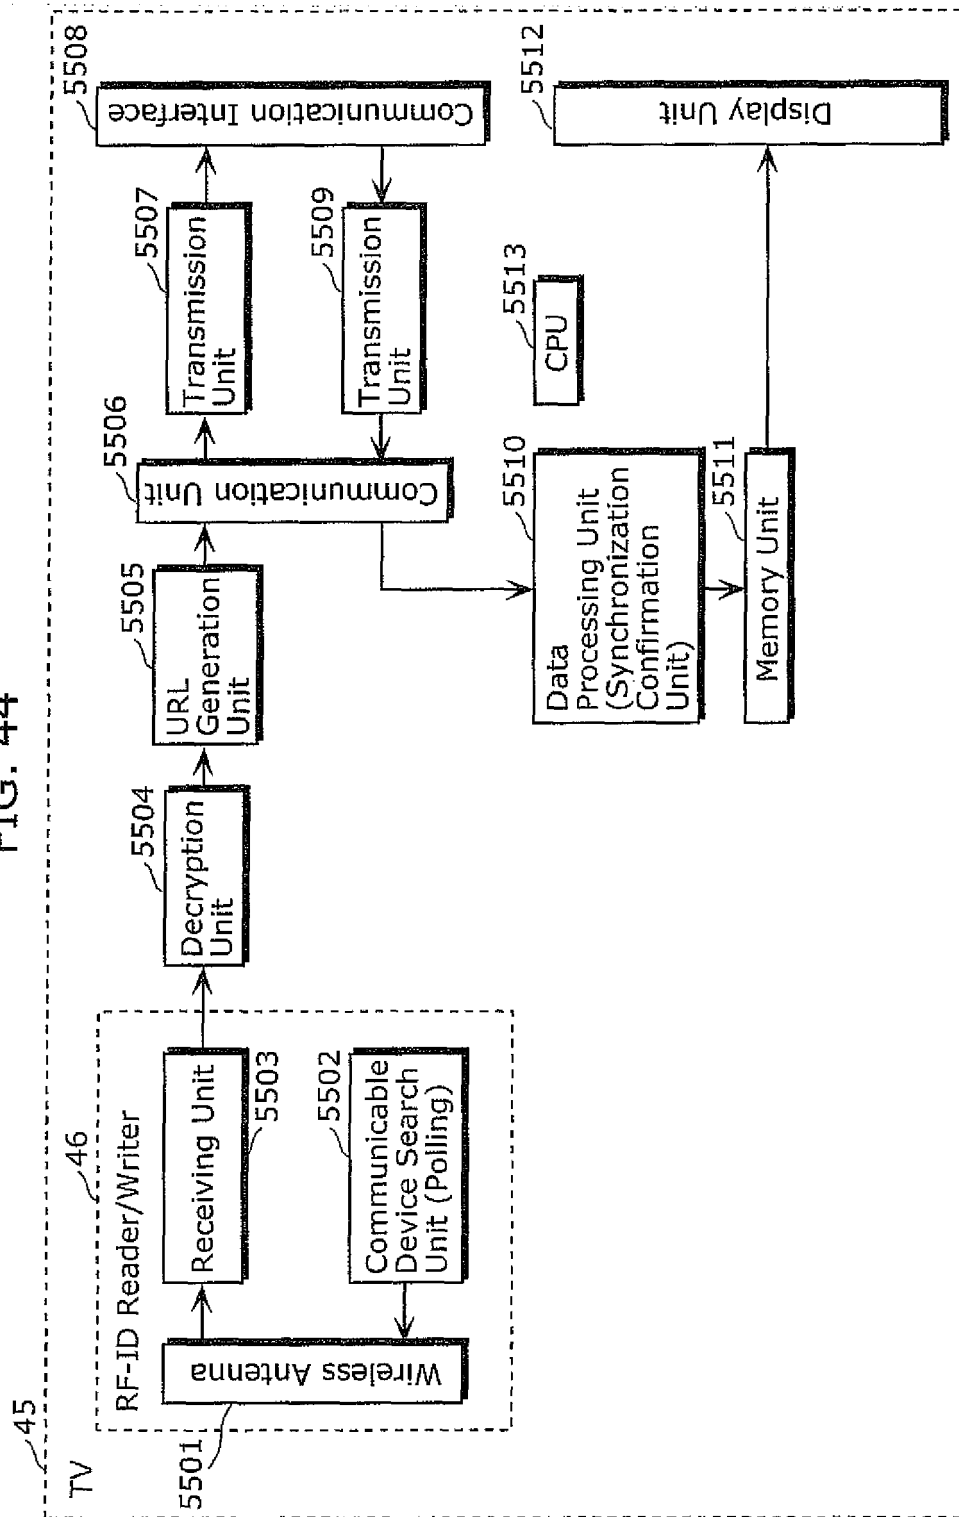 FIG. 44
45
TV
46
RF-ID Reader/Writer
5501
Wireless Antenna
Receiving Unit
5503
5502
Communicable
Device Search
Unit (Polling)
5504
Decryption
Unit
5505
URL
Generation
Unit
5506
Communication Unit
5507
Transmission
Unit
5508
Communication Interface
5509
Transmission
Unit
5510
Data
Processing Unit
(Synchronization
Confirmation
Unit)
5511
Memory Unit
5513
CPU
5512
Display Unit